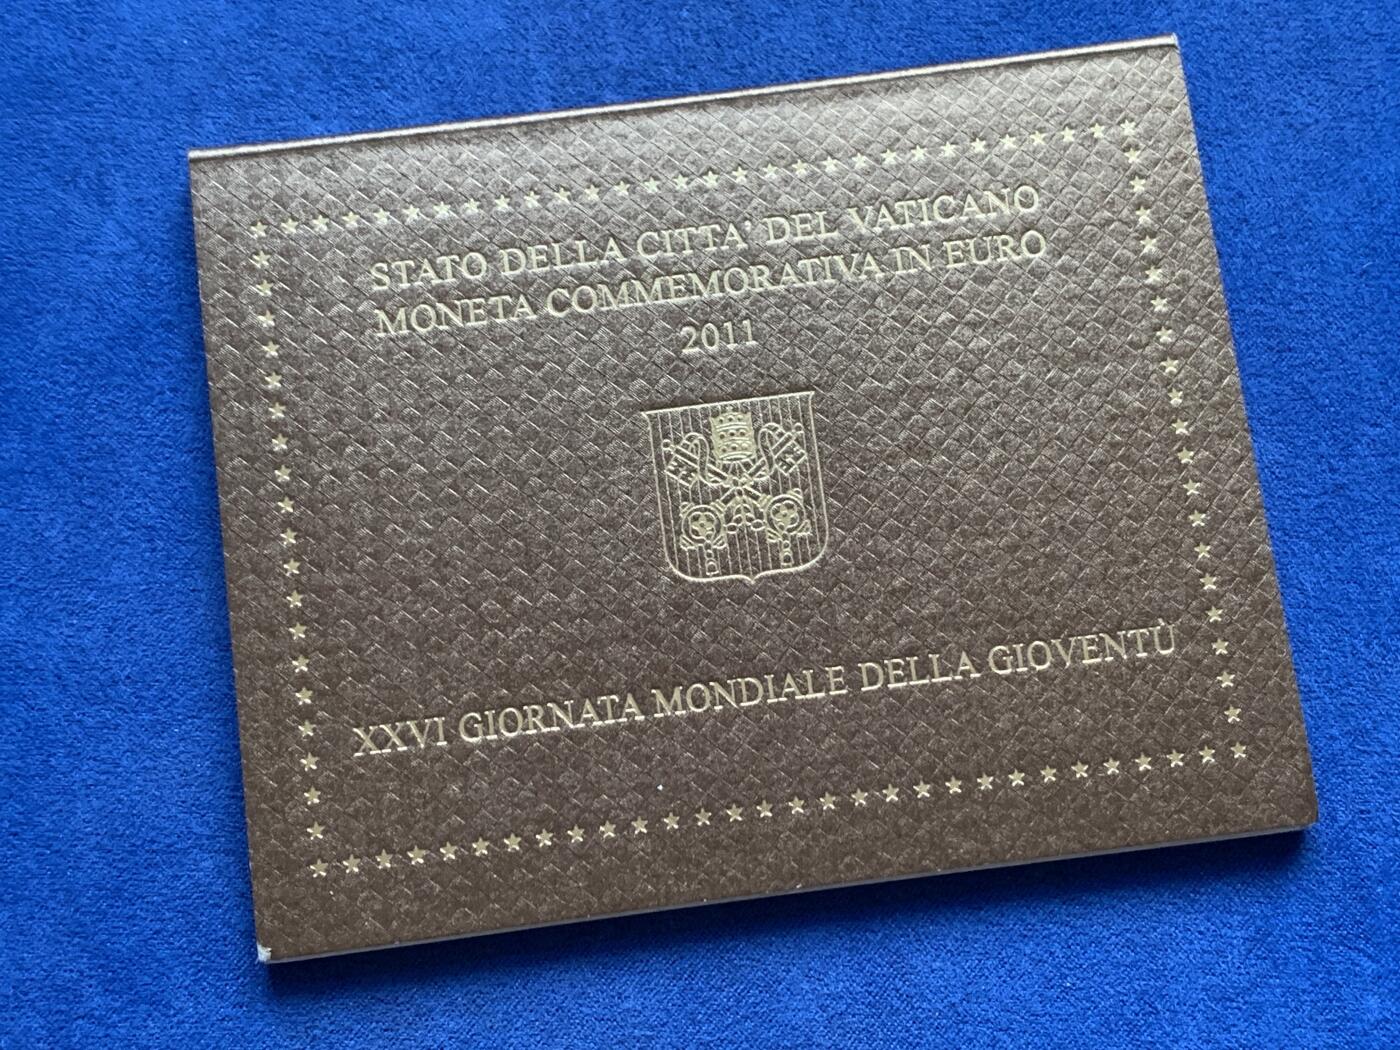 STATO DELLA CITTA' DEL VATICANO
MONETA COMMEMORATIVA IN EURO
2011
XXVI GIORNATA MONDIALE DELLA GIOVENTÙ